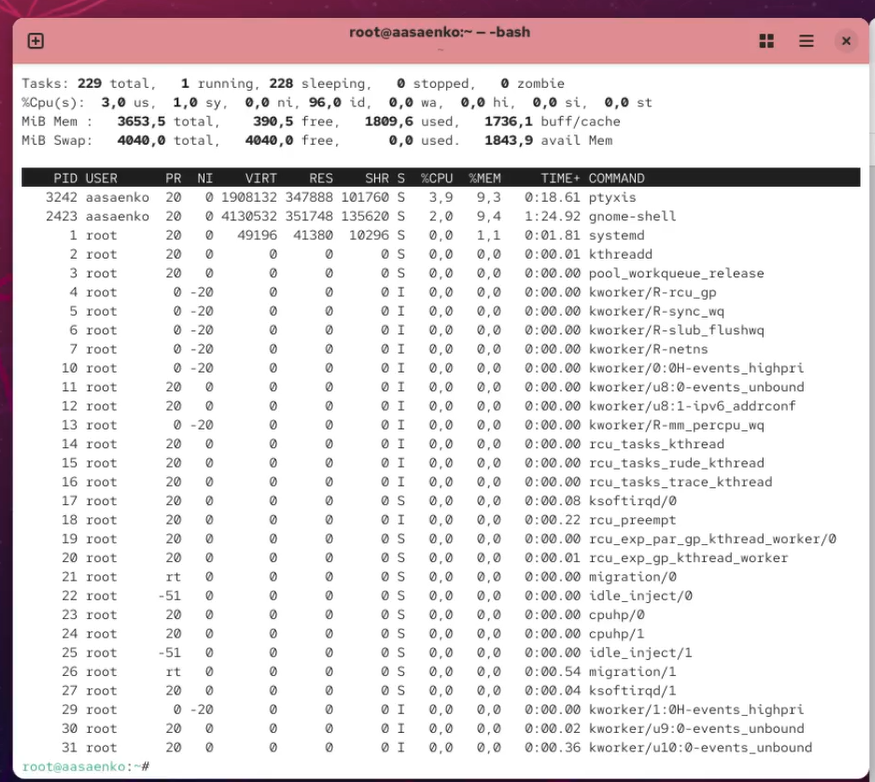 root@aasaenko:~ — -bash
~
Tasks: 229 total,   1 running, 228 sleeping,   0 stopped,   0 zombie
%Cpu(s):  3,0 us,  1,0 sy,  0,0 ni, 96,0 id,  0,0 wa,  0,0 hi,  0,0 si,  0,0 st
MiB Mem :   3653,5 total,    390,5 free,   1809,6 used,   1736,1 buff/cache
MiB Swap:   4040,0 total,   4040,0 free,      0,0 used.   1843,9 avail Mem
PID USER      PR  NI    VIRT    RES    SHR S  %CPU  %MEM     TIME+ COMMAND
3242 aasaenko  20   0 1908132 347888 101760 S   3,9   9,3   0:18.61 ptyxis
2423 aasaenko  20   0 4130532 351748 135620 S   2,0   9,4   1:24.92 gnome-shell
1 root      20   0   49196  41380  10296 S   0,0   1,1   0:01.81 systemd
2 root      20   0       0      0      0 S   0,0   0,0   0:00.01 kthreadd
3 root      20   0       0      0      0 S   0,0   0,0   0:00.00 pool_workqueue_release
4 root       0 -20       0      0      0 I   0,0   0,0   0:00.00 kworker/R-rcu_gp
5 root       0 -20       0      0      0 I   0,0   0,0   0:00.00 kworker/R-sync_wq
6 root       0 -20       0      0      0 I   0,0   0,0   0:00.00 kworker/R-slub_flushwq
7 root       0 -20       0      0      0 I   0,0   0,0   0:00.00 kworker/R-netns
10 root       0 -20       0      0      0 I   0,0   0,0   0:00.00 kworker/0:0H-events_highpri
11 root      20   0       0      0      0 I   0,0   0,0   0:00.00 kworker/u8:0-events_unbound
12 root      20   0       0      0      0 I   0,0   0,0   0:00.00 kworker/u8:1-ipv6_addrconf
13 root       0 -20       0      0      0 I   0,0   0,0   0:00.00 kworker/R-mm_percpu_wq
14 root      20   0       0      0      0 I   0,0   0,0   0:00.00 rcu_tasks_kthread
15 root      20   0       0      0      0 I   0,0   0,0   0:00.00 rcu_tasks_rude_kthread
16 root      20   0       0      0      0 I   0,0   0,0   0:00.00 rcu_tasks_trace_kthread
17 root      20   0       0      0      0 S   0,0   0,0   0:00.08 ksoftirqd/0
18 root      20   0       0      0      0 I   0,0   0,0   0:00.22 rcu_preempt
19 root      20   0       0      0      0 S   0,0   0,0   0:00.00 rcu_exp_par_gp_kthread_worker/0
20 root      20   0       0      0      0 S   0,0   0,0   0:00.01 rcu_exp_gp_kthread_worker
21 root      rt   0       0      0      0 S   0,0   0,0   0:00.00 migration/0
22 root     -51   0       0      0      0 S   0,0   0,0   0:00.00 idle_inject/0
23 root      20   0       0      0      0 S   0,0   0,0   0:00.00 cpuhp/0
24 root      20   0       0      0      0 S   0,0   0,0   0:00.00 cpuhp/1
25 root     -51   0       0      0      0 S   0,0   0,0   0:00.00 idle_inject/1
26 root      rt   0       0      0      0 S   0,0   0,0   0:00.54 migration/1
27 root      20   0       0      0      0 S   0,0   0,0   0:00.04 ksoftirqd/1
29 root       0 -20       0      0      0 I   0,0   0,0   0:00.00 kworker/1:0H-events_highpri
30 root      20   0       0      0      0 I   0,0   0,0   0:00.02 kworker/u9:0-events_unbound
31 root      20   0       0      0      0 I   0,0   0,0   0:00.36 kworker/u10:0-events_unbound
root@aasaenko:~#